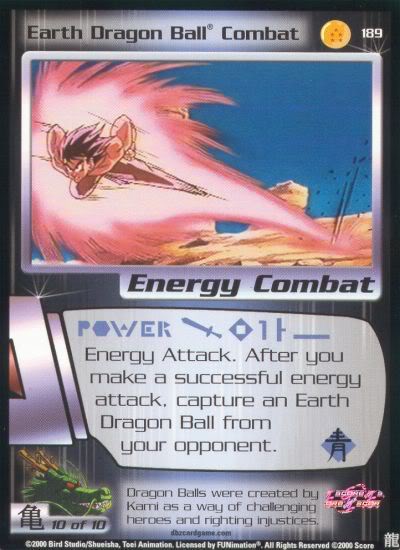 Earth Dragon Ball® Combat
189
Energy Combat
POWER
Energy Attack. After you
make a successful energy
attack, capture an Earth
Dragon Ball from
your opponent.
青
Dragon Balls were created by
Kami as a way of challenging
heroes and righting injustices.
亀
10 of 10
dbzcardgame.com
©2000 Bird Studio/Shueisha, Toei Animation. Licensed by FUNimation®. All Rights Reserved ©2000 Score
龍